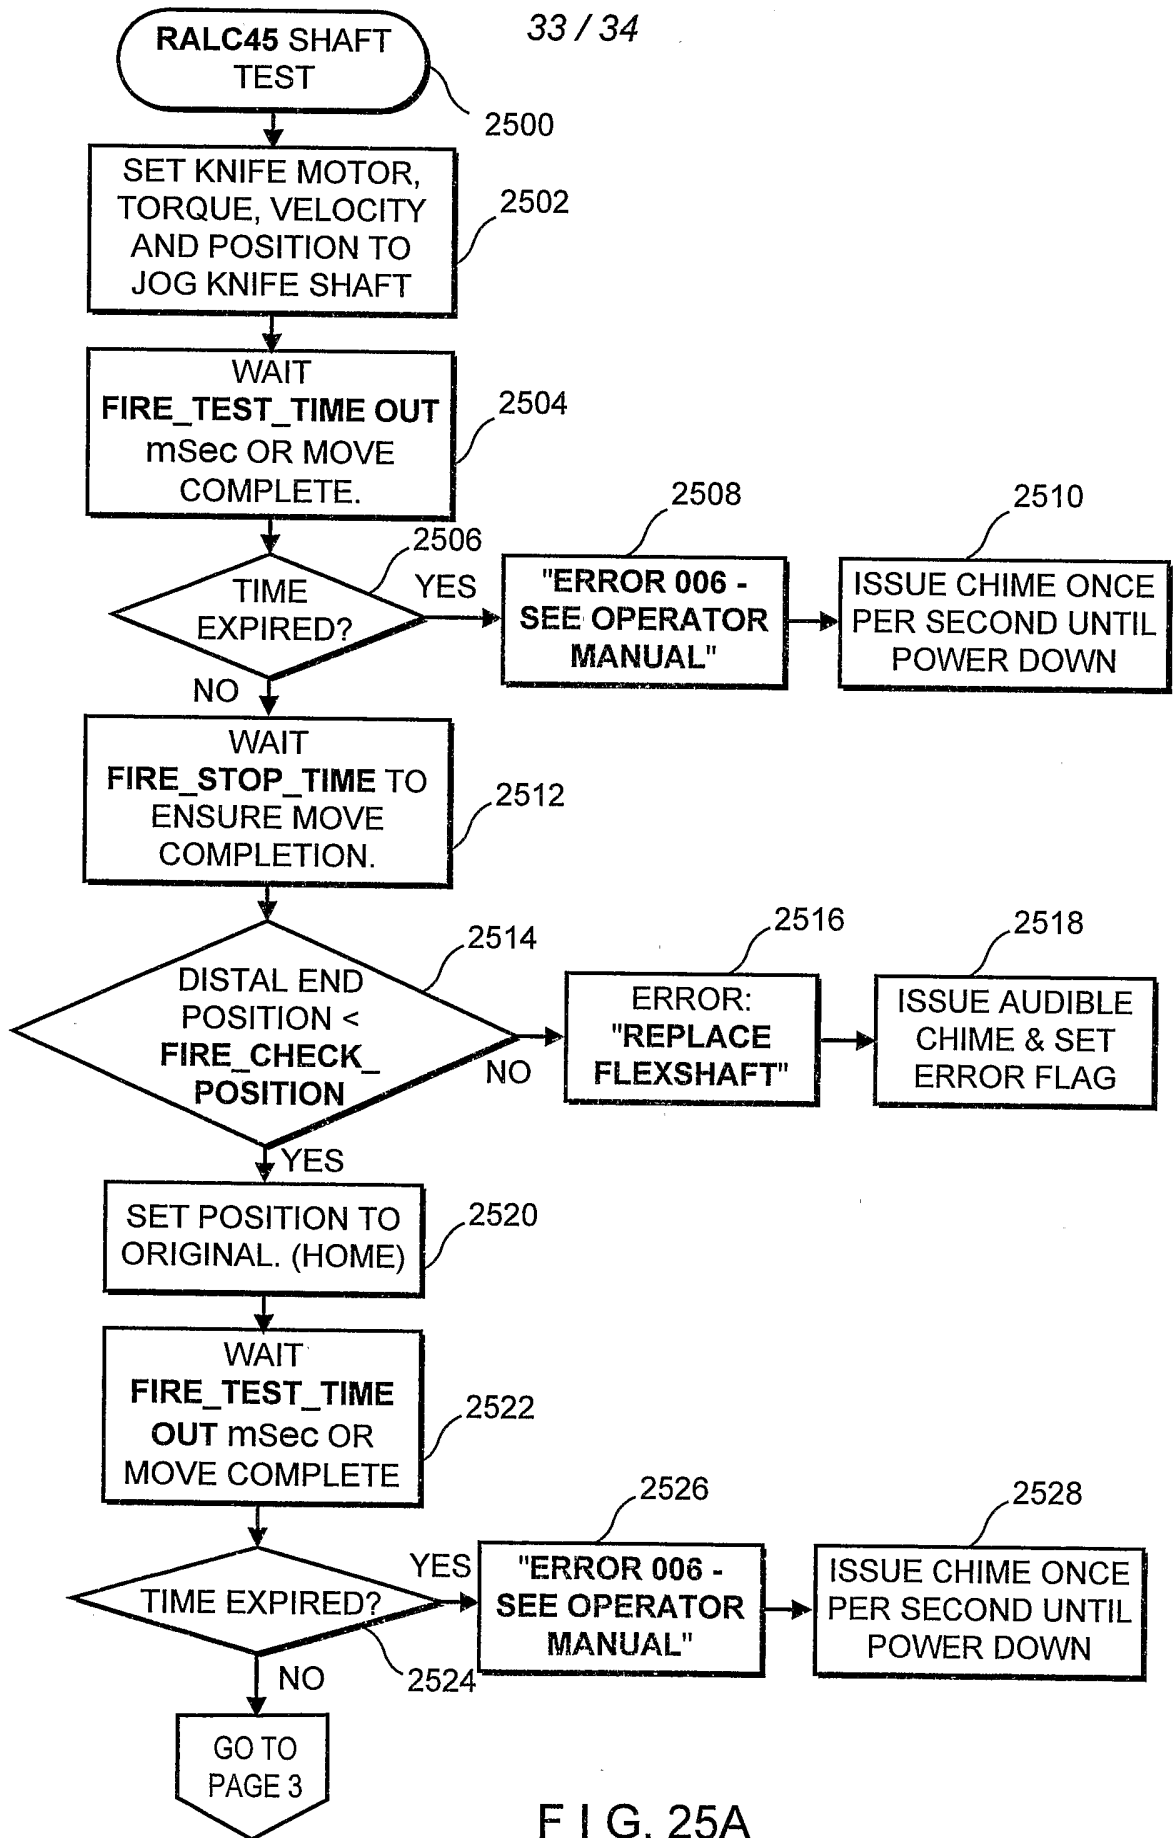 33 / 34
RALC45 SHAFT
TEST
2500
SET KNIFE MOTOR,
TORQUE, VELOCITY
AND POSITION TO
JOG KNIFE SHAFT
2502
WAIT
FIRE_TEST_TIME OUT
mSec OR MOVE
COMPLETE.
2504
TIME
EXPIRED?
2506
YES
NO
"ERROR 006 -
SEE OPERATOR
MANUAL"
2508
ISSUE CHIME ONCE
PER SECOND UNTIL
POWER DOWN
2510
WAIT
FIRE_STOP_TIME TO
ENSURE MOVE
COMPLETION.
2512
DISTAL END
POSITION <
FIRE_CHECK_
POSITION
2514
NO
YES
ERROR:
"REPLACE
FLEXSHAFT"
2516
ISSUE AUDIBLE
CHIME & SET
ERROR FLAG
2518
SET POSITION TO
ORIGINAL. (HOME)
2520
WAIT
FIRE_TEST_TIME
OUT mSec OR
MOVE COMPLETE
2522
TIME EXPIRED?
2524
YES
NO
"ERROR 006 -
SEE OPERATOR
MANUAL"
2526
ISSUE CHIME ONCE
PER SECOND UNTIL
POWER DOWN
2528
GO TO
PAGE 3
FIG. 25A